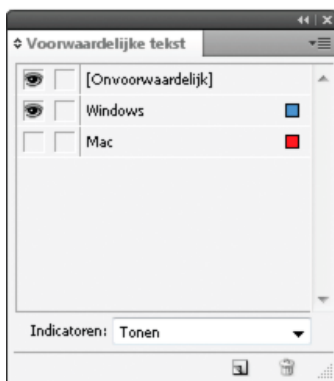 Voorwaardelijke tekst
[Onvoorwaardelijk]
Windows
Mac
Indicatoren: Tonen